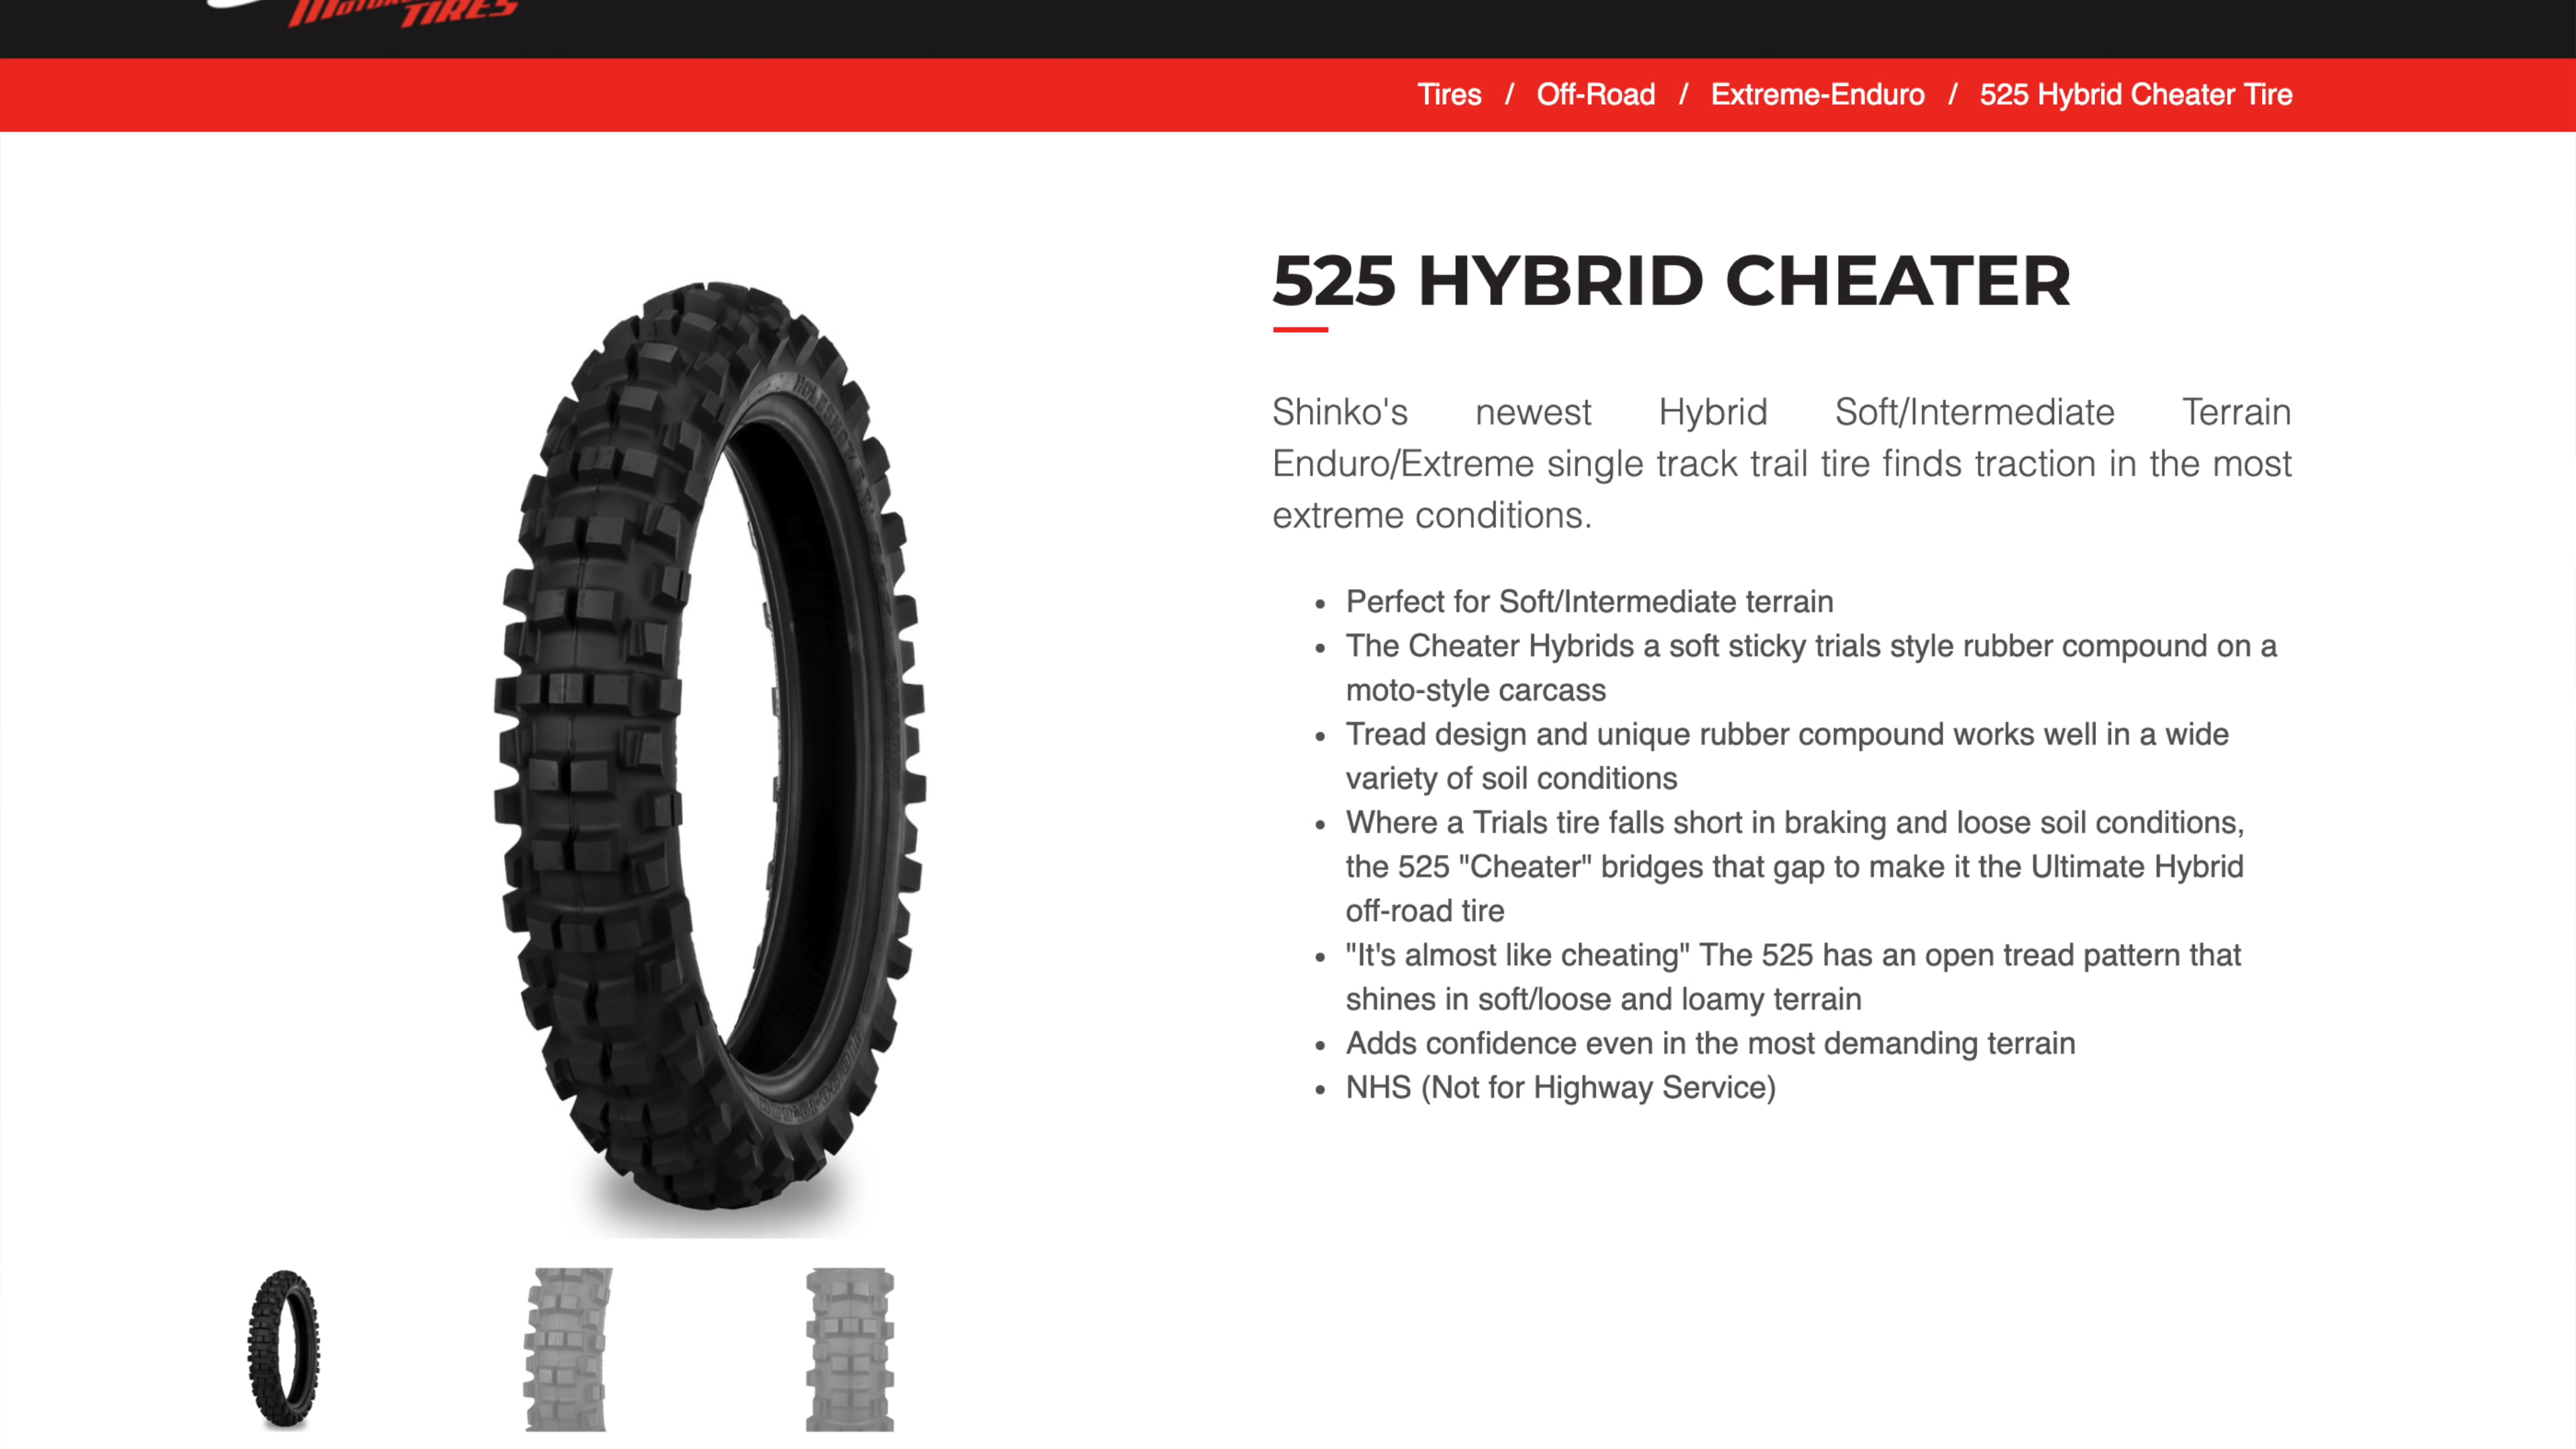 TIRES
Tires / Off-Road / Extreme-Enduro / 525 Hybrid Cheater Tire
525 HYBRID CHEATER
Shinko's newest Hybrid Soft/Intermediate Terrain
Enduro/Extreme single track trail tire finds traction in the most
extreme conditions.
• Perfect for Soft/Intermediate terrain
• The Cheater Hybrids a soft sticky trials style rubber compound on a
moto-style carcass
• Tread design and unique rubber compound works well in a wide
variety of soil conditions
• Where a Trials tire falls short in braking and loose soil conditions,
the 525 "Cheater" bridges that gap to make it the Ultimate Hybrid
off-road tire
• "It's almost like cheating" The 525 has an open tread pattern that
shines in soft/loose and loamy terrain
• Adds confidence even in the most demanding terrain
• NHS (Not for Highway Service)